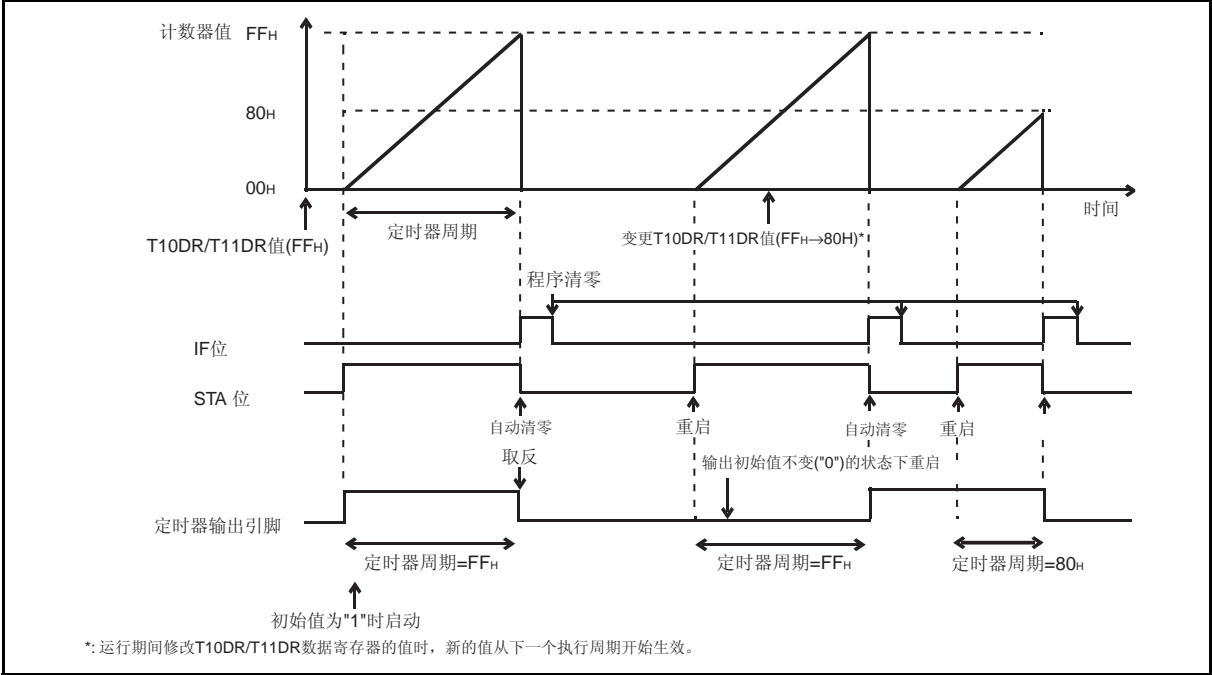 计数器值 FFH
80H
00H
时间
定时器周期
T10DR/T11DR值(FFH)
变更T10DR/T11DR值(FFH→80H)*
程序清零
IF位
STA 位
自动清零 重启 自动清零 重启
取反
输出初始值不变("0")的状态下重启
定时器输出引脚
定时器周期=FFH 定时器周期=FFH 定时器周期=80H
初始值为"1"时启动
*: 运行期间修改T10DR/T11DR数据寄存器的值时，新的值从下一个执行周期开始生效。